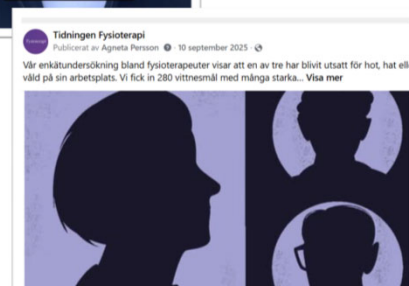 Tidningen Fysioterapi
Publicerat av Agneta Persson · 10 september 2025 ·
Vår enkätundersökning bland fysioterapeuter visar att en av tre har blivit utsatt för hot, hat elle
våld på sin arbetsplats. Vi fick in 280 vittnesmål med många starka... Visa mer